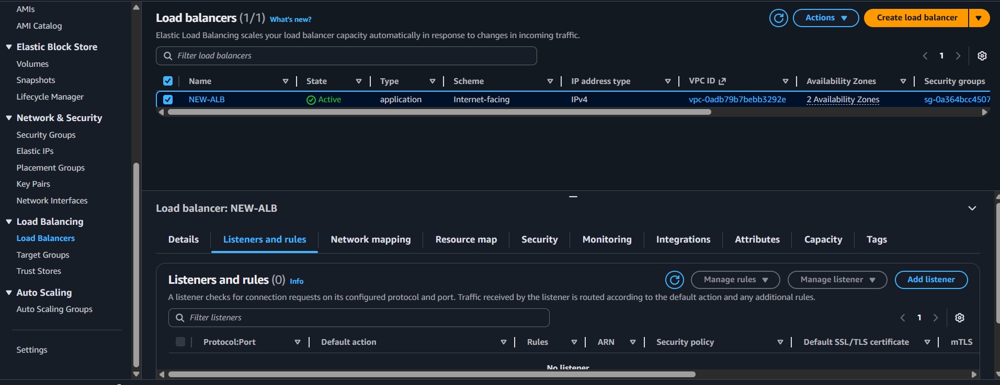 AMIs
AMI Catalog
Elastic Block Store
Volumes
Snapshots
Lifecycle Manager
Network & Security
Security Groups
Elastic IPs
Placement Groups
Key Pairs
Network Interfaces
Load Balancing
Load Balancers
Target Groups
Trust Stores
Auto Scaling
Auto Scaling Groups
Settings
Load balancers (1/1) What's new?
Actions
Create load balancer
Elastic Load Balancing scales your load balancer capacity automatically in response to changes in incoming traffic.
Filter load balancers
1
Name State Type Scheme IP address type VPC ID Availability Zones Security groups
NEW-ALB Active application Internet-facing IPv4 vpc-0adb79b7bebb3292e 2 Availability Zones sg-0a364bcc4507
Load balancer: NEW-ALB
Details Listeners and rules Network mapping Resource map Security Monitoring Integrations Attributes Capacity Tags
Listeners and rules (0) Info
Manage rules Manage listener Add listener
A listener checks for connection requests on its configured protocol and port. Traffic received by the listener is routed according to the default action and any additional rules.
Filter listeners
1
Protocol:Port Default action Rules ARN Security policy Default SSL/TLS certificate mTLS
No listener